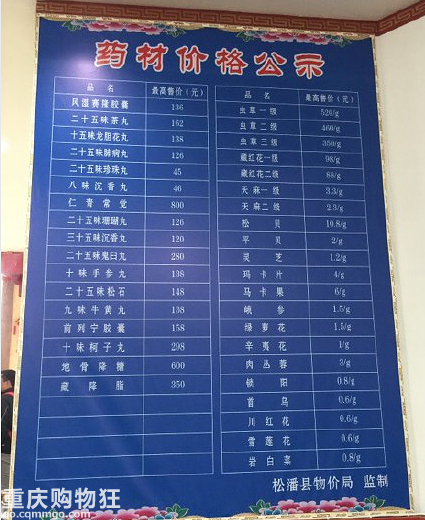 药材价格公示
品名 最高售价（元）
风湿赛隆胶囊 136
二十五味茶丸 162
十五味龙胆花丸 138
二十五味肺病丸 126
二十五味珍珠丸 45
八味沉香丸 46
仁青常觉 800
二十五味珊瑚丸 126
三十五味沉香丸 120
二十五味鬼臼丸 280
十味手参丸 138
二十五味松石 148
九味牛黄丸 138
前列宁胶囊 158
十味柯子丸 298
地骨降糖 600
藏降脂 350
品名 最高售价（元）
虫草一级 520/g
虫草二级 460/g
虫草三级 350/g
藏红花一级 98/g
藏红花二级 88/g
天麻一级 3.3/g
天麻二级 2.3/g
松贝 10.8/g
平贝 2/g
灵芝 1.2/g
玛卡片 4/g
马卡果 6/g
峨参 1.5/g
绿萝花 1.5/g
辛夷花 1/g
肉丛蓉 3/g
锁阳 0.8/g
首乌 0.6/g
川红花 0.6/g
雪莲花 0.6/g
岩白菜 0.8/g
松潘县物价局 监制
重庆购物狂
go.cqmmgo.com